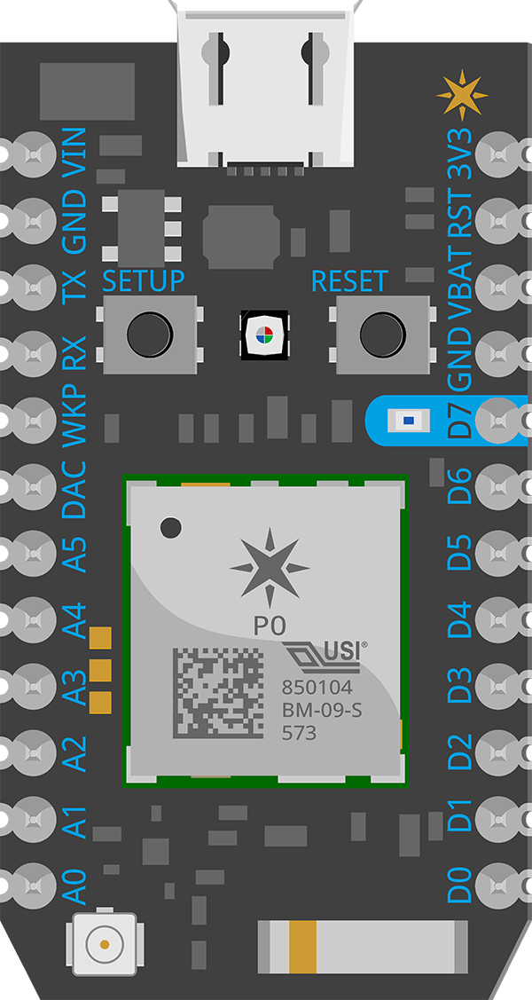 VIN
GND
TX
RX
WKP
DAC
A5
A4
A3
A2
A1
A0
SETUP
RESET
3V3
RST
VBAT
GND
D7
D6
D5
D4
D3
D2
D1
D0
P0
USI®
850104
BM-09-S
573